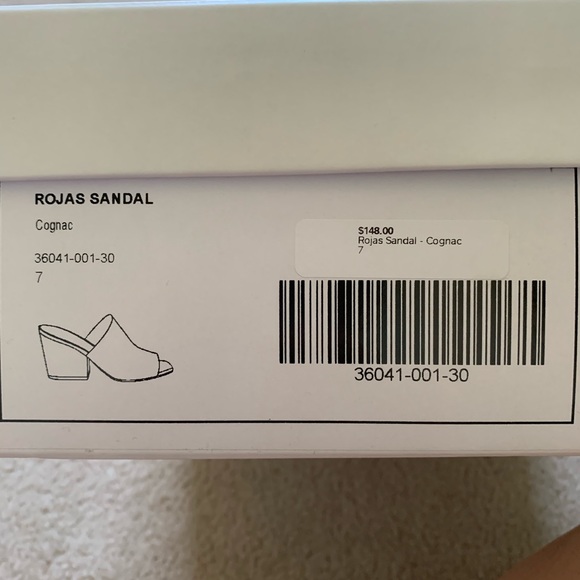 ROJAS SANDAL
Cognac
36041-001-30
7
$148.00
Rojas Sandal - Cognac
7
36041-001-30